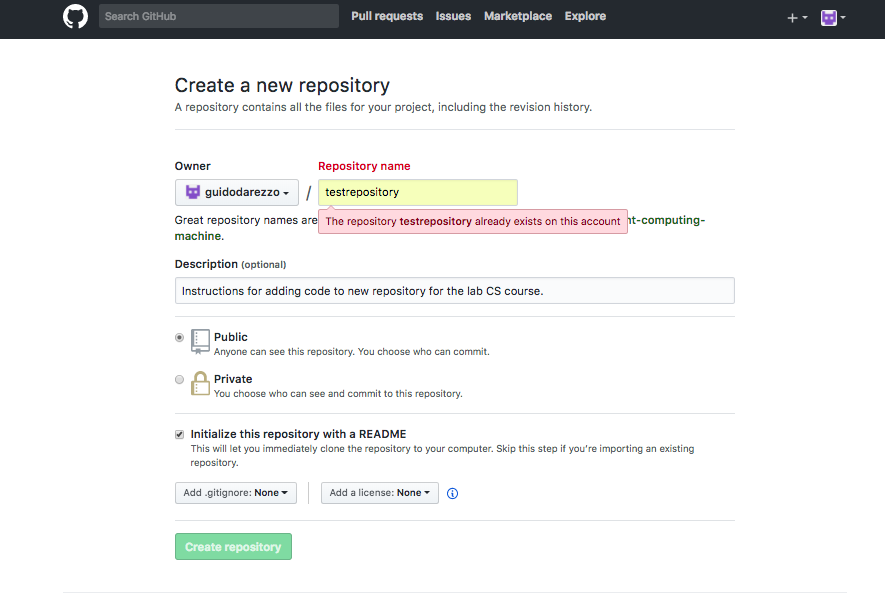 Search GitHub
Pull requests Issues Marketplace Explore
Create a new repository
A repository contains all the files for your project, including the revision history.
Owner
Repository name
guidodarezzo / testrepository
Great repository names are
The repository testrepository already exists on this account
nt-computing-
machine.
Description (optional)
Instructions for adding code to new repository for the lab CS course.
Public
Anyone can see this repository. You choose who can commit.
Private
You choose who can see and commit to this repository.
Initialize this repository with a README
This will let you immediately clone the repository to your computer. Skip this step if you're importing an existing
repository.
Add .gitignore: None
Add a license: None
Create repository